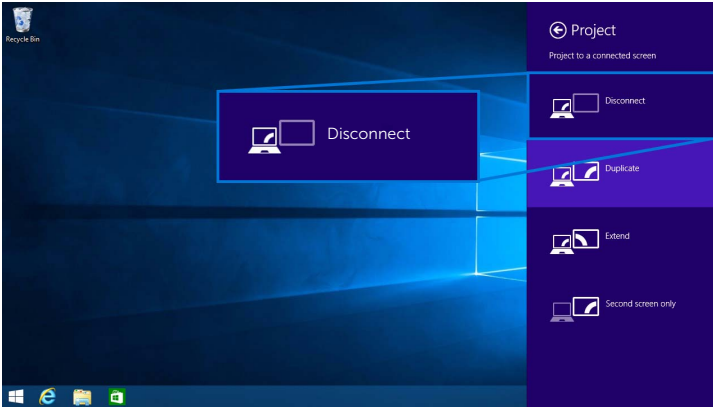 Recycle Bin
Project
Project to a connected screen
Disconnect
Disconnect
Duplicate
Extend
Second screen only